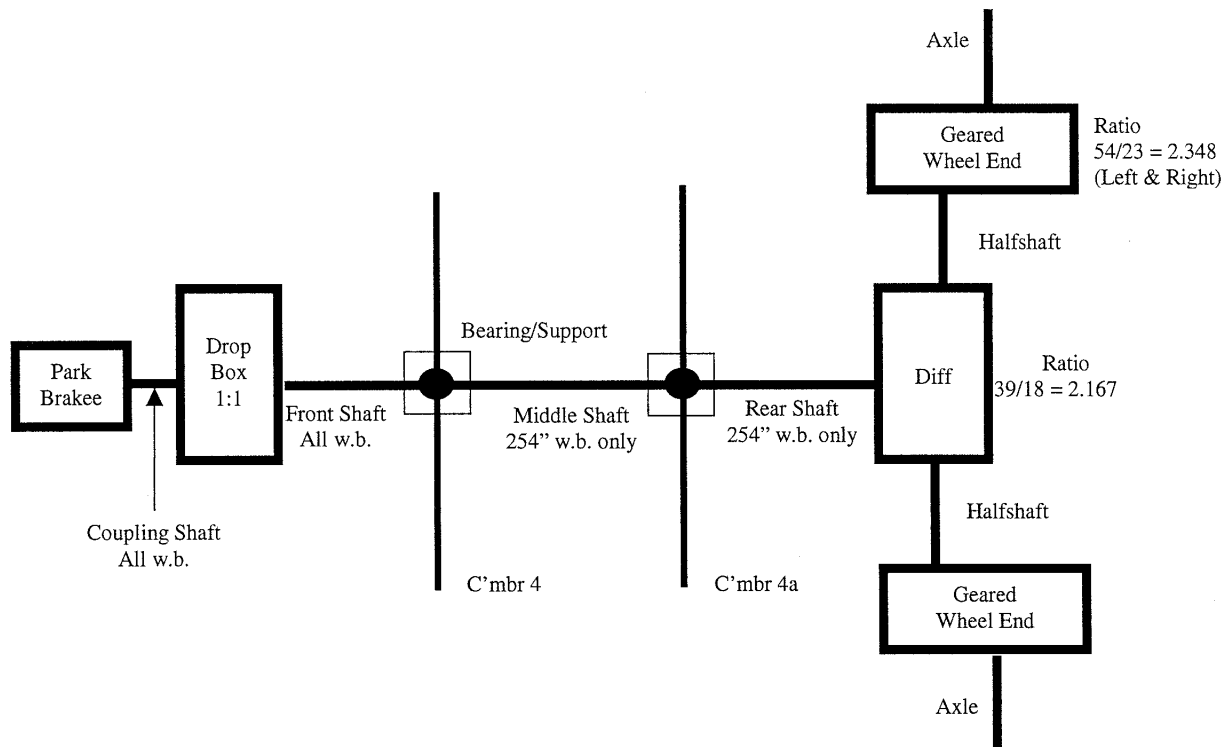 Axle
Geared
Wheel End
Ratio
54/23 = 2.348
(Left & Right)
Halfshaft
Bearing/Support
Park
Brakee
Drop
Box
1:1
Front Shaft
All w.b.
Middle Shaft
254" w.b. only
Rear Shaft
254" w.b. only
Diff
Ratio
39/18 = 2.167
Coupling Shaft
All w.b.
Halfshaft
C'mbr 4
C'mbr 4a
Geared
Wheel End
Axle